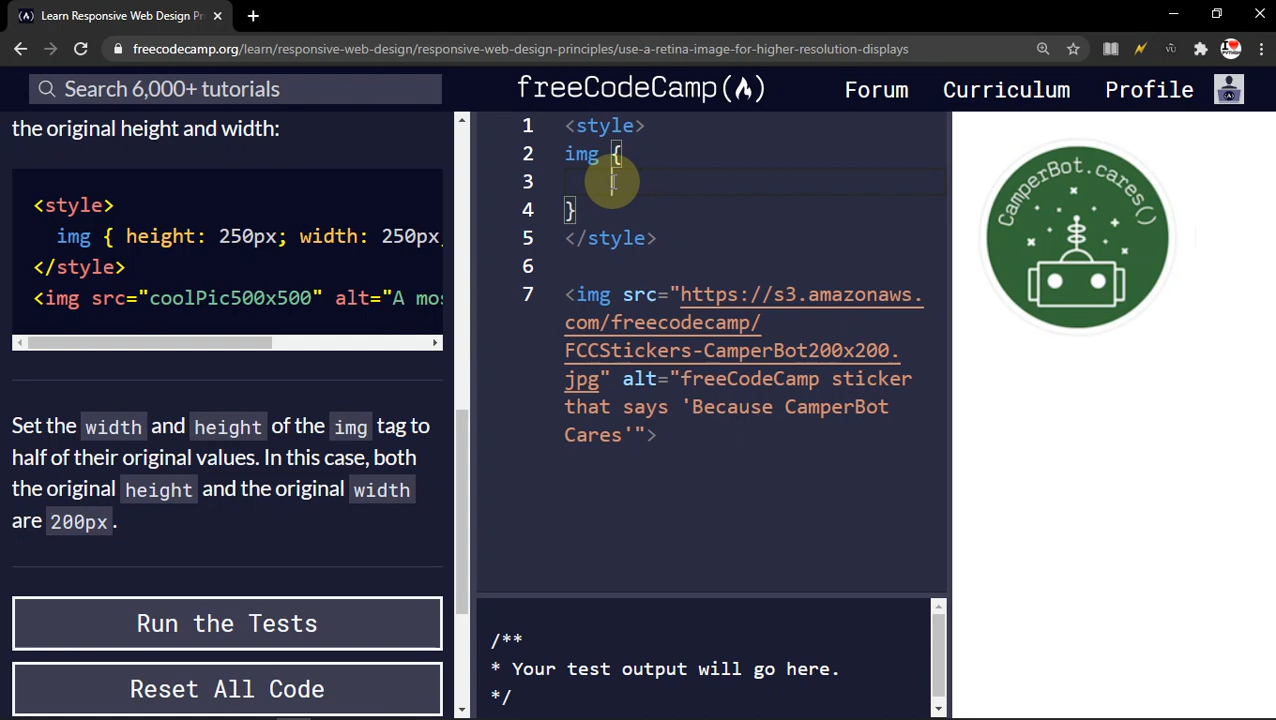 Learn Responsive Web Design Pri
freecodecamp.org/learn/responsive-web-design/responsive-web-design-principles/use-a-retina-image-for-higher-resolution-displays
Search 6,000+ tutorials
freeCodeCamp
Forum
Curriculum
Profile
the original height and width:
<style>
img { height: 250px; width: 250px
</style>
<img src="coolPic500x500" alt="A mos
Set the width and height of the img tag to
half of their original values. In this case, both
the original height and the original width
are 200px.
Run the Tests
Reset All Code
1 <style>
2 img {
3
4 }
5 </style>
6
7 <img src="https://s3.amazonaws.
com/freecodecamp/
FCCStickers-CamperBot200x200.
jpg" alt="freeCodeCamp sticker
that says 'Because CamperBot
Cares'">
/**
* Your test output will go here.
*/
CamperBot.cares()